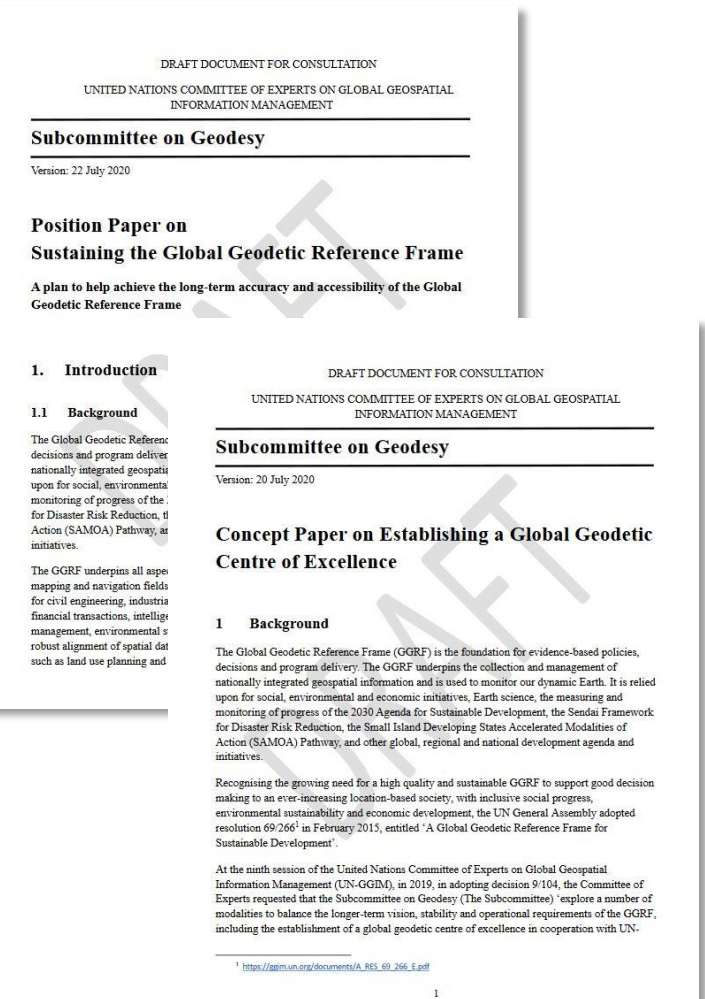 DRAFT DOCUMENT FOR CONSULTATION
UNITED NATIONS COMMITTEE OF EXPERTS ON GLOBAL GEOSPATIAL
INFORMATION MANAGEMENT
Subcommittee on Geodesy
Version: 22 July 2020
Position Paper on
Sustaining the Global Geodetic Reference Frame
A plan to help achieve the long-term accuracy and accessibility of the Global
Geodetic Reference Frame
1. Introduction
1.1 Background
The Global Geodetic
decisions and program
nationally integrated
upon for social,
monitoring of progress of the
for Disaster Risk Reduction,
Action (SAMOA) Pathway,
initiatives.
The GGRF underpins all
mapping and navigation fields
for civil engineering,
financial transactions,
management, environmental
robust alignment of spatial
such as land use planning and
DRAFT
DRAFT DOCUMENT FOR CONSULTATION
UNITED NATIONS COMMITTEE OF EXPERTS ON GLOBAL GEOSPATIAL
INFORMATION MANAGEMENT
Subcommittee on Geodesy
Version: 20 July 2020
Concept Paper on Establishing a Global Geodetic
Centre of Excellence
1 Background
The Global Geodetic Reference Frame (GGRF) is the foundation for evidence-based policies,
decisions and program delivery. The GGRF underpins the collection and management of
nationally integrated geospatial information and is used to monitor our dynamic Earth. It is relied
upon for social, environmental and economic initiatives, Earth science, the measuring and
monitoring of progress of the 2030 Agenda for Sustainable Development, the Sendai Framework
for Disaster Risk Reduction, the Small Island Developing States Accelerated Modalities of
Action (SAMOA) Pathway, and other global, regional and national development agenda and
initiatives.
Recognising the growing need for a high quality and sustainable GGRF to support good decision
making to an ever-increasing location-based society, with inclusive social progress,
environmental sustainability and economic development, the UN General Assembly adopted
resolution 69/266¹ in February 2015, entitled ‘A Global Geodetic Reference Frame for
Sustainable Development’.
At the ninth session of the United Nations Committee of Experts on Global Geospatial
Information Management (UN-GGIM), in 2019, in adopting decision 9/104, the Committee of
Experts requested that the Subcommittee on Geodesy (The Subcommittee) ‘explore a number of
modalities to balance the longer-term vision, stability and operational requirements of the GGRF,
including the establishment of a global geodetic centre of excellence in cooperation with UN-
¹ https://ggim.un.org/documents/A_RES_69_266_E.pdf
1
DRAFT